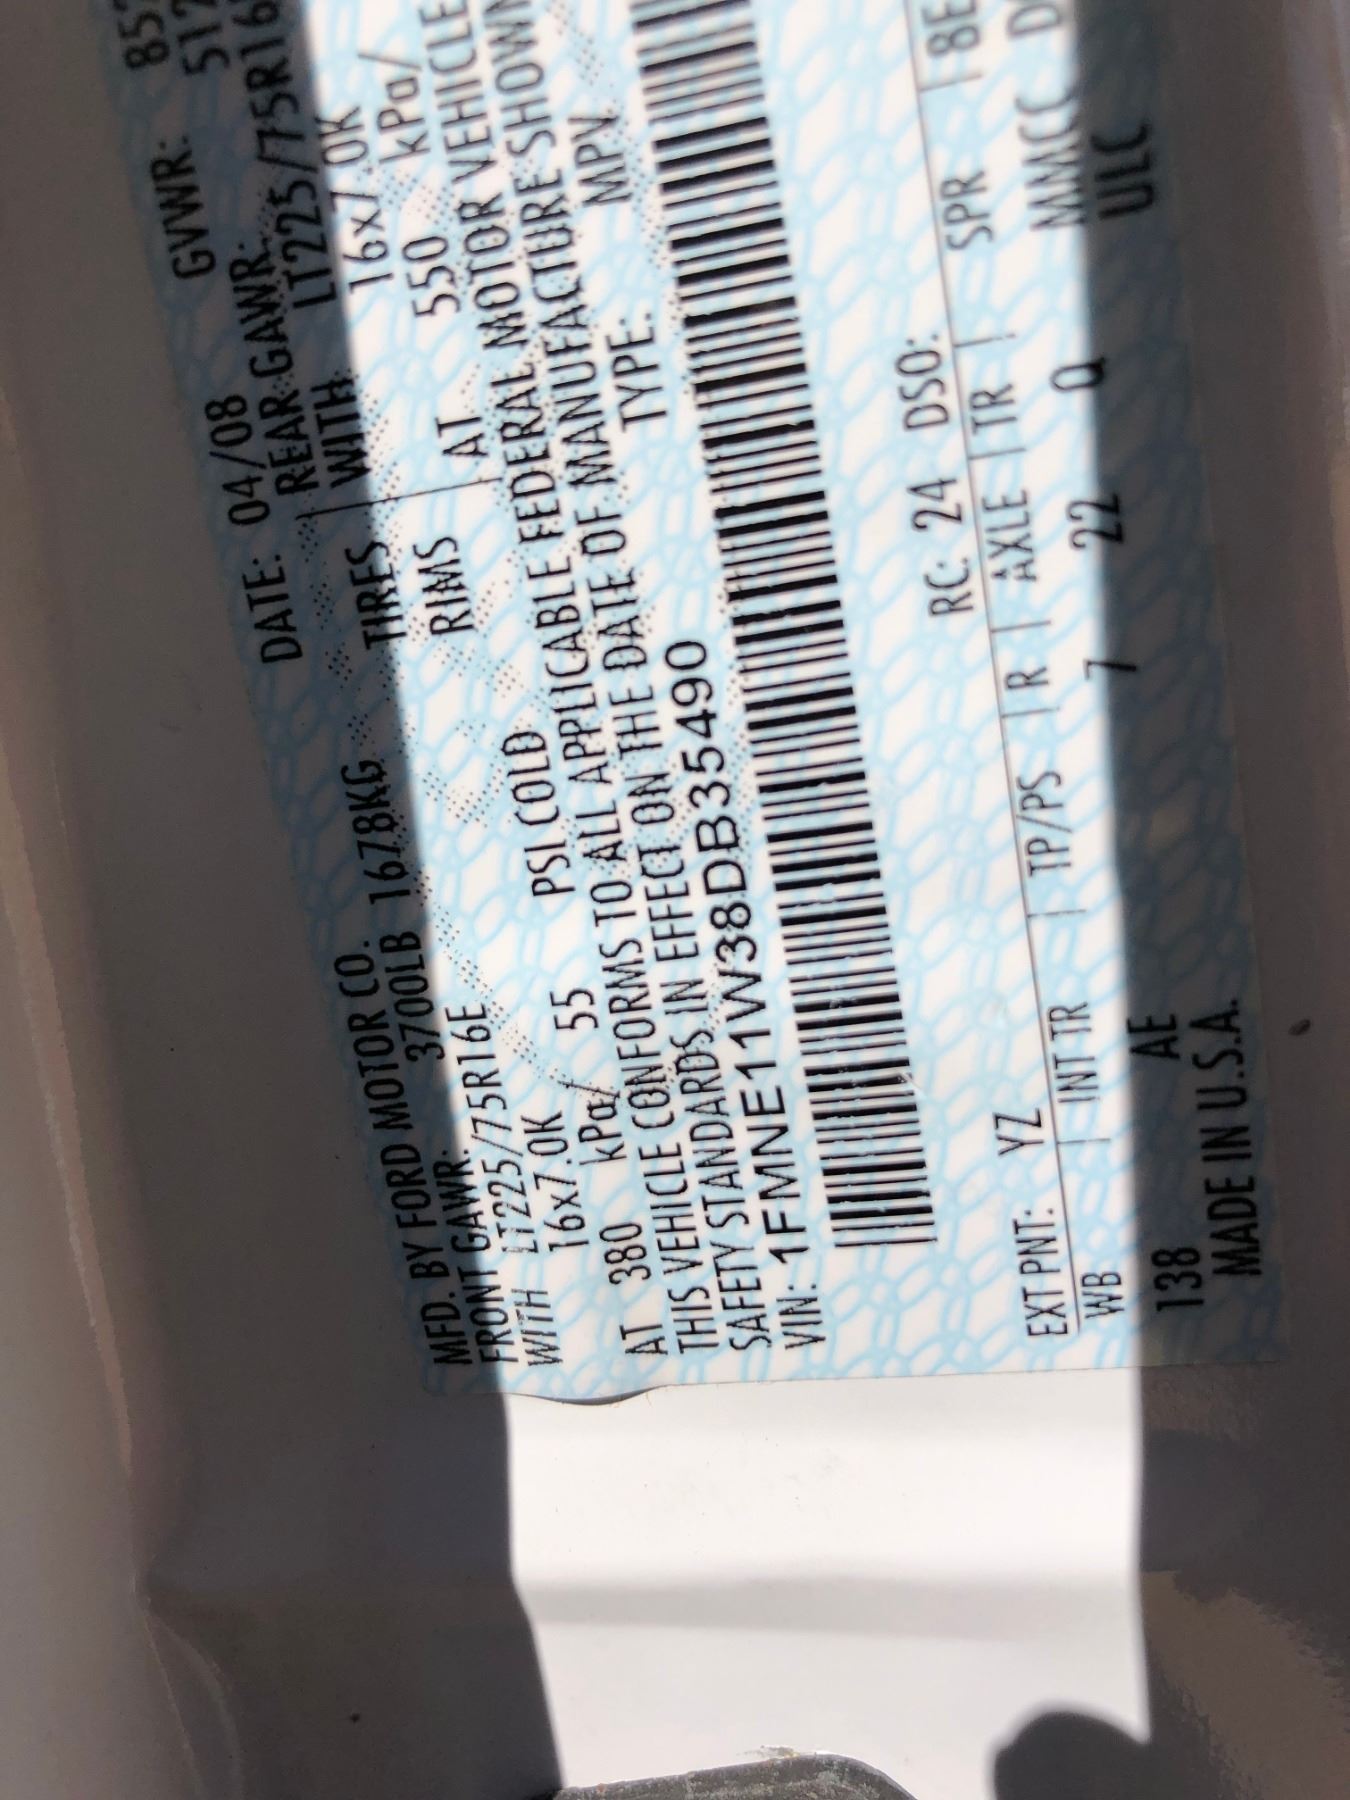 MFD. BY FORD MOTOR CO. DATE: 04/08 GVWR:
FRONT GAWR: 3700LB 1678KG REAR GAWR:
WITH LT225/75R16E TIRES WITH LT225/75R16
16x7.0K RIMS 16x7.0K
AT 380 kPa/ 55 PSI COLD AT 550 kPa/
THIS VEHICLE CONFORMS TO ALL APPLICABLE FEDERAL MOTOR VEHICLE
SAFETY STANDARDS IN EFFECT ON THE DATE OF MANUFACTURE SHOWN
VIN: 1FMNE11W38DB35490 TYPE: MPV
EXT PNT: YZ RC: 24 DSO:
WB | INT TR | TP/PS | R | AXLE | TR | SPR | 8E
138 AE 7 22 Q MMCC
MADE IN U.S.A. ULC